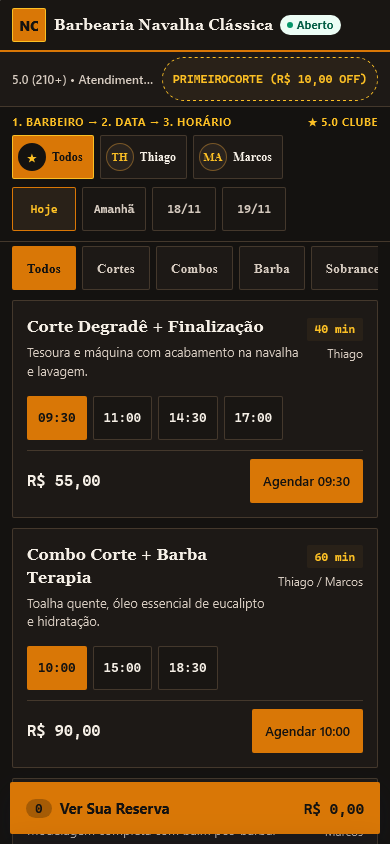 NC Barbearia Navalha Clássica Aberto
5.0 (210+) • Atendiment... PRIMEIROCORTE (R$ 10,00 OFF)
1. BARBEIRO → 2. DATA → 3. HORÁRIO ★ 5.0 CLUBE
★ Todos TH Thiago MA Marcos
Hoje Amanhã 18/11 19/11
Todos Cortes Combos Barba Sobrance
Corte Degradê + Finalização 40 min
Tesoura e máquina com acabamento na navalha Thiago
e lavagem.
09:30 11:00 14:30 17:00
R$ 55,00 Agendar 09:30
Combo Corte + Barba 60 min
Terapia Thiago / Marcos
Toalha quente, óleo essencial de eucalipto
e hidratação.
10:00 15:00 18:30
R$ 90,00 Agendar 10:00
0 Ver Sua Reserva R$ 0,00